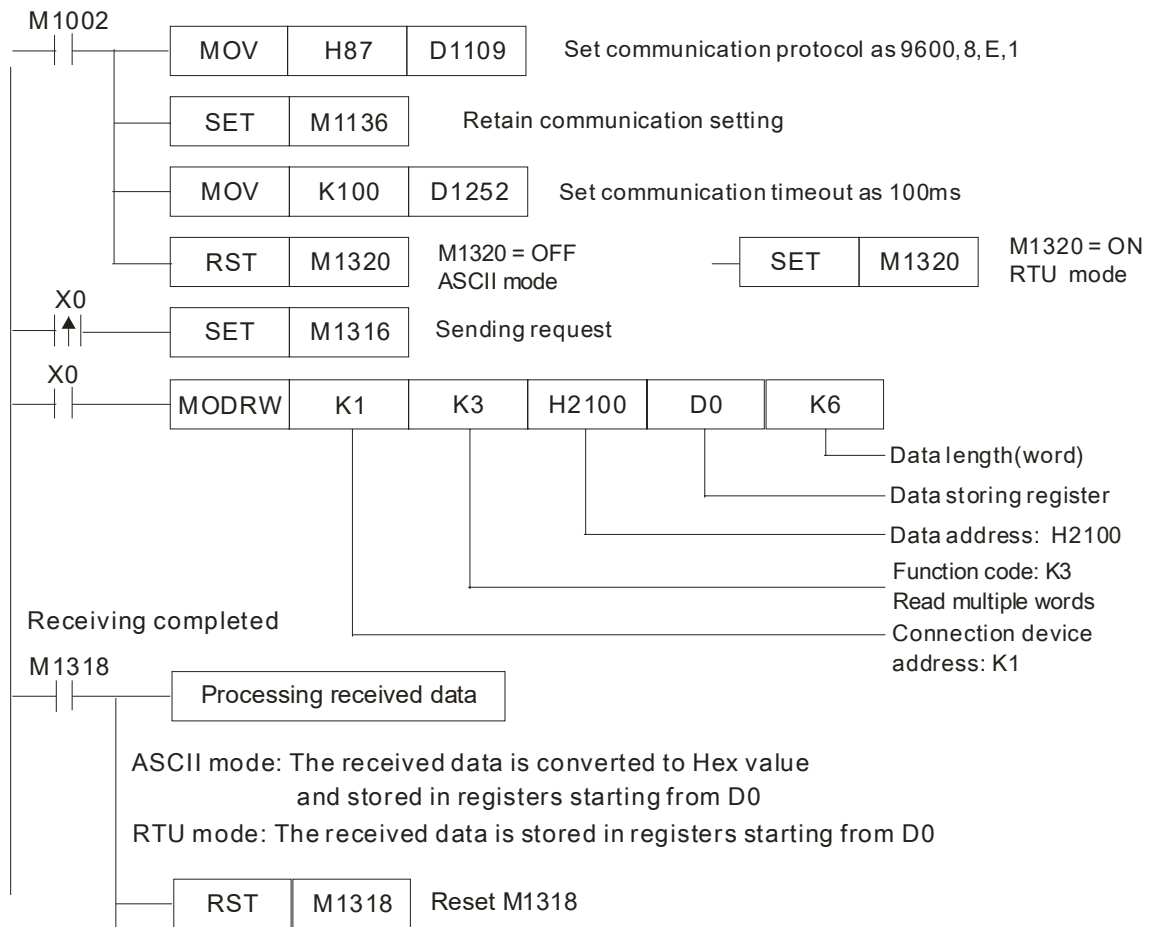 M1002
MOV H87 D1109 Set communication protocol as 9600,8,E,1
SET M1136 Retain communication setting
MOV K100 D1252 Set communication timeout as 100ms
RST M1320 M1320 = OFF
ASCII mode
SET M1320 M1320 = ON
RTU mode
X0
SET M1316 Sending request
X0
MODRW K1 K3 H2100 D0 K6
Data length(word)
Data storing register
Data address: H2100
Function code: K3
Read multiple words
Connection device
address: K1
Receiving completed
M1318
Processing received data
ASCII mode: The received data is converted to Hex value
and stored in registers starting from D0
RTU mode: The received data is stored in registers starting from D0
RST M1318 Reset M1318